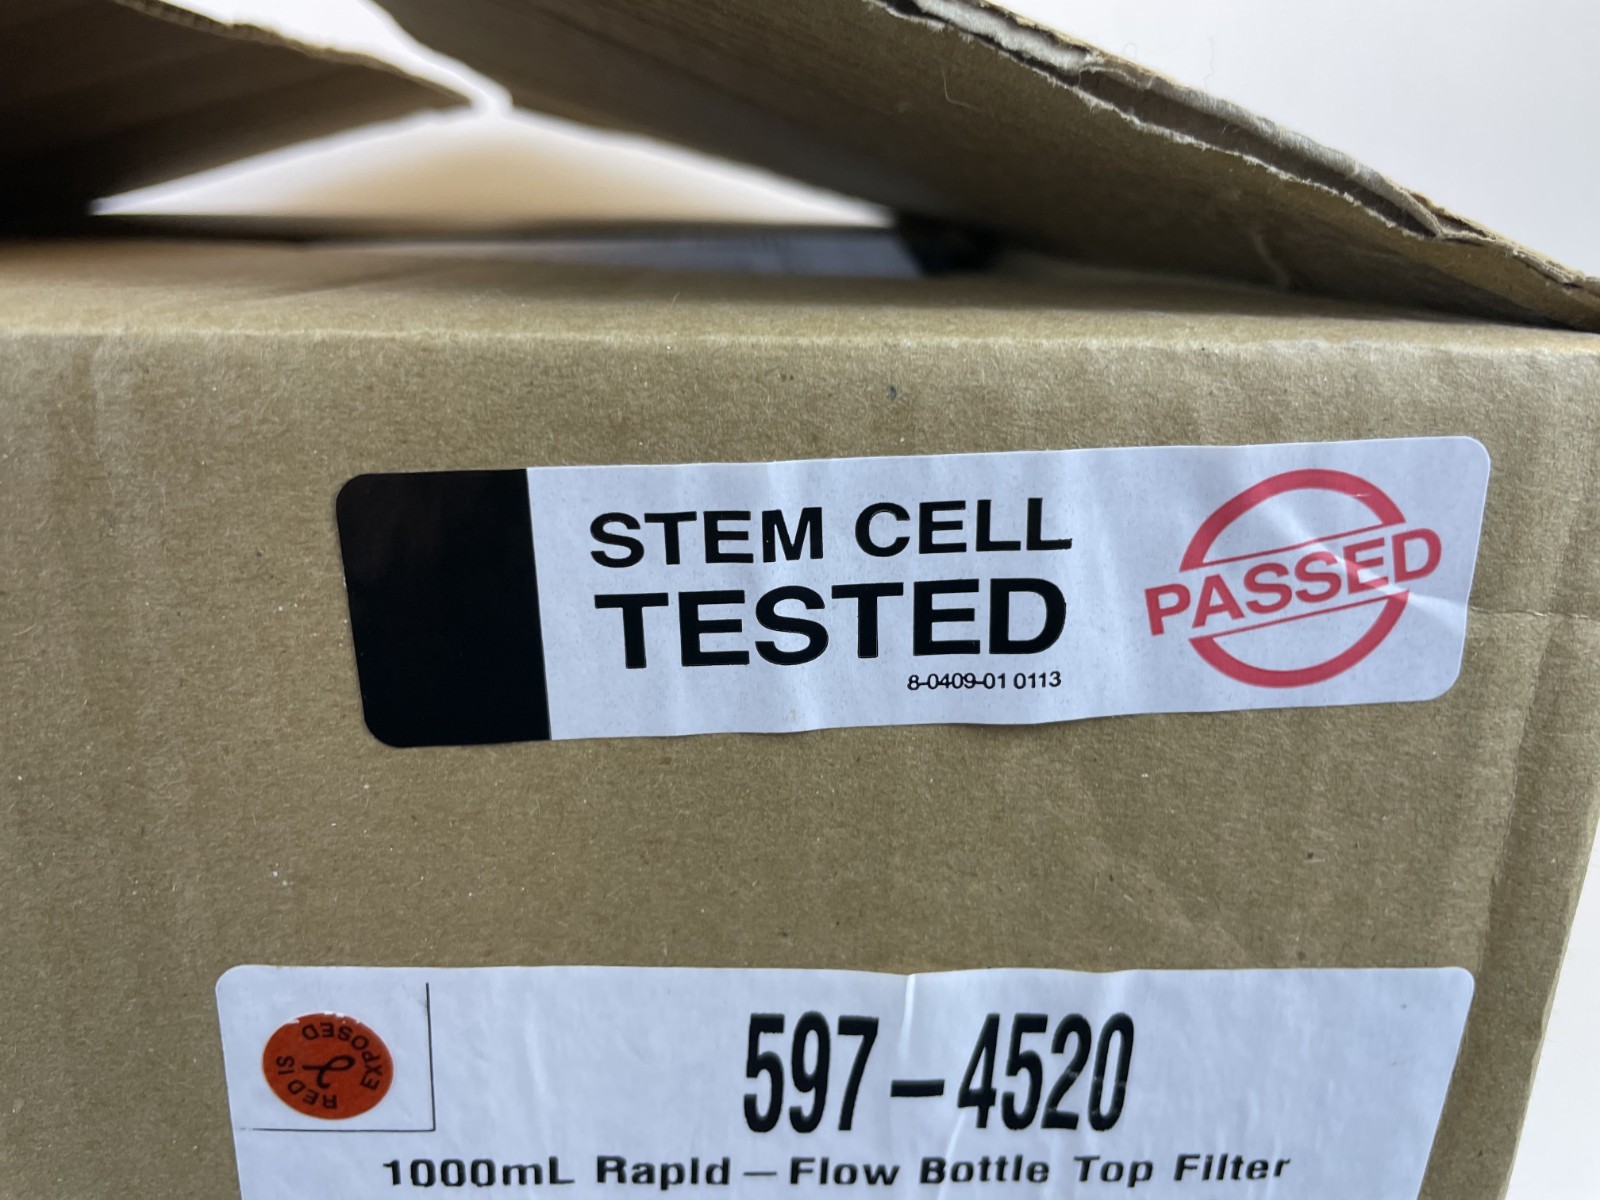 STEM CELL
TESTED
8-0409-01 0113
PASSED
RED IS
EXPOSED
597-4520
1000mL Rapid-Flow Bottle Top Filter